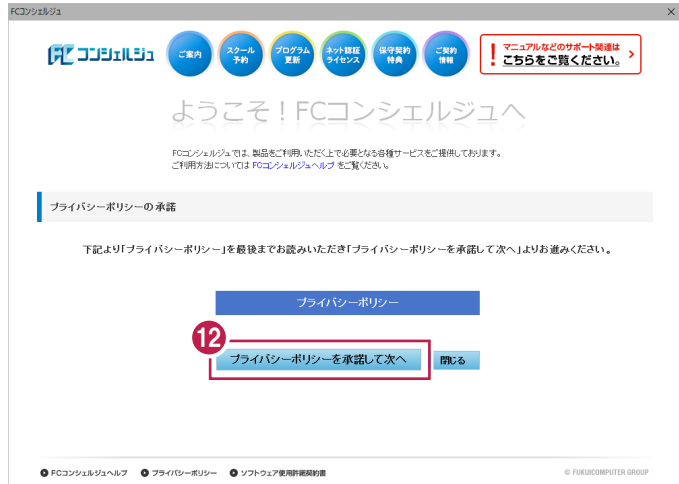 FCコンシェルジュ
×
FC コンシェルジュ
ご案内
スクール
予約
プログラム
更新
ネット認証
ライセンス
保守契約
特典
ご契約
情報
! マニュアルなどのサポート関連は
こちらをご覧ください。 >
ようこそ!FCコンシェルジュへ
FCコンシェルジュでは、製品をご利用いただく上で必要となる各種サービスをご提供しております。
ご利用方法については FCコンシェルジュヘルプ をご覧ください。
プライバシーポリシーの承諾
下記より「プライバシーポリシー」を最後までお読みいただき「プライバシーポリシーを承諾して次へ」よりお進みください。
プライバシーポリシー
12
プライバシーポリシーを承諾して次へ 閉じる
FCコンシェルジュヘルプ プライバシーポリシー ソフトウェア使用許諾契約書 © FUKUICOMPUTER GROUP